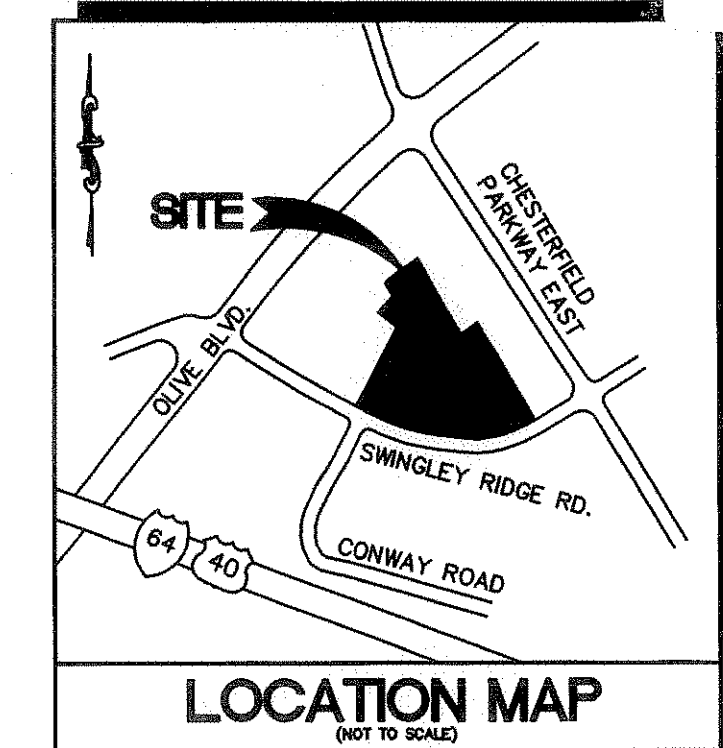 SITE
CHESTERFIELD
PARKWAY EAST
OLIVE BLVD.
SWINGLEY RIDGE RD.
CONWAY ROAD
64
40
LOCATION MAP
(NOT TO SCALE)